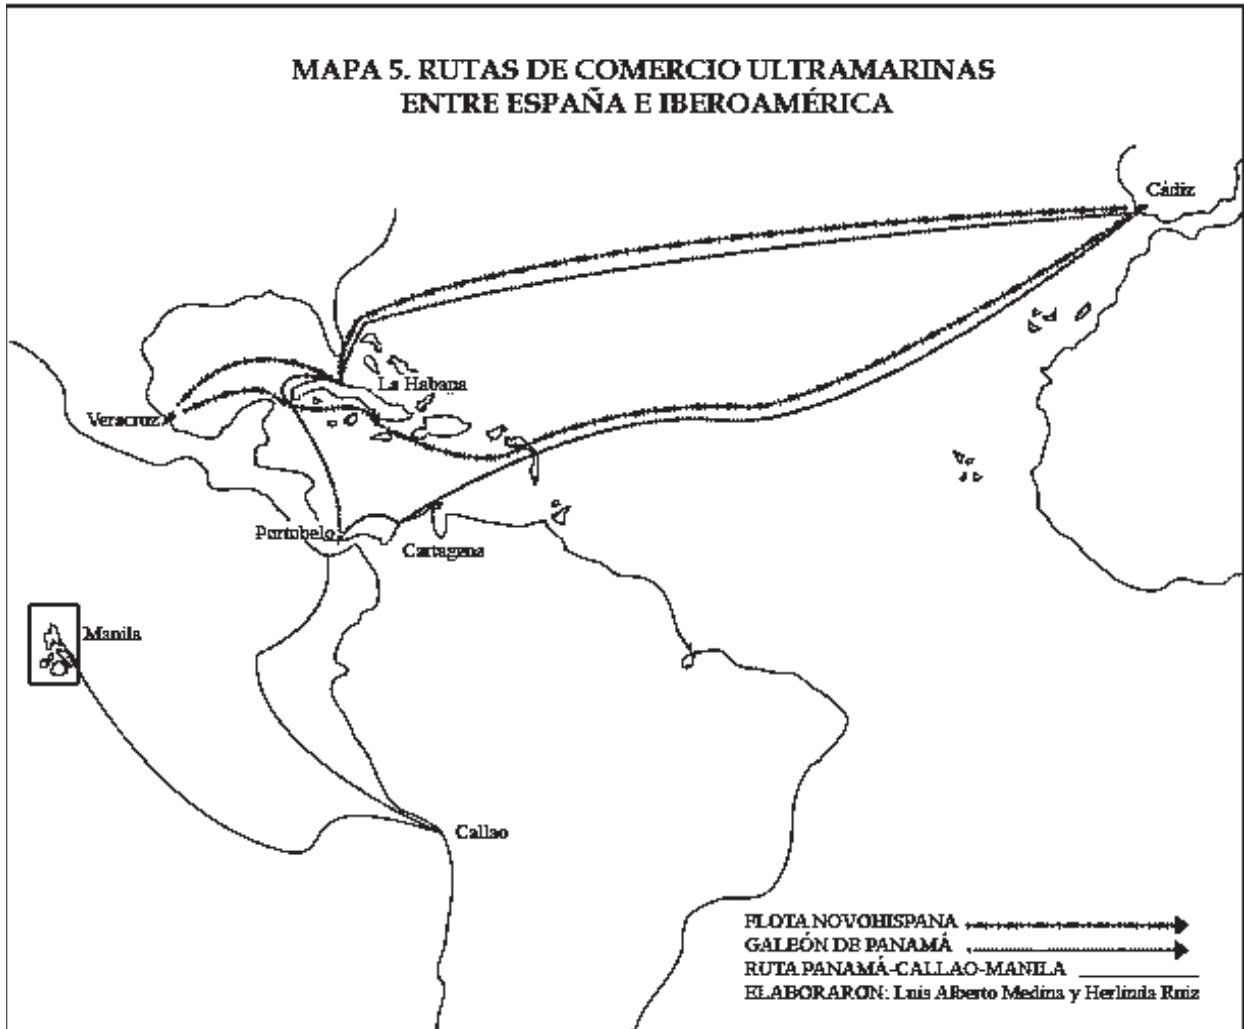 MAPA 5. RUTAS DE COMERCIO ULTRAMARINAS
ENTRE ESPAÑA E IBEROAMÉRICA
Cádiz
La Habana
Veracruz
Portobelo
Cartagena
Manila
Callao
FLOTA NOVOHISPANA
GALEÓN DE PANAMÁ
RUTA PANAMÁ-CALLAO-MANILA
ELABORARON: Luis Alberto Medina y Herlinda Ruiz